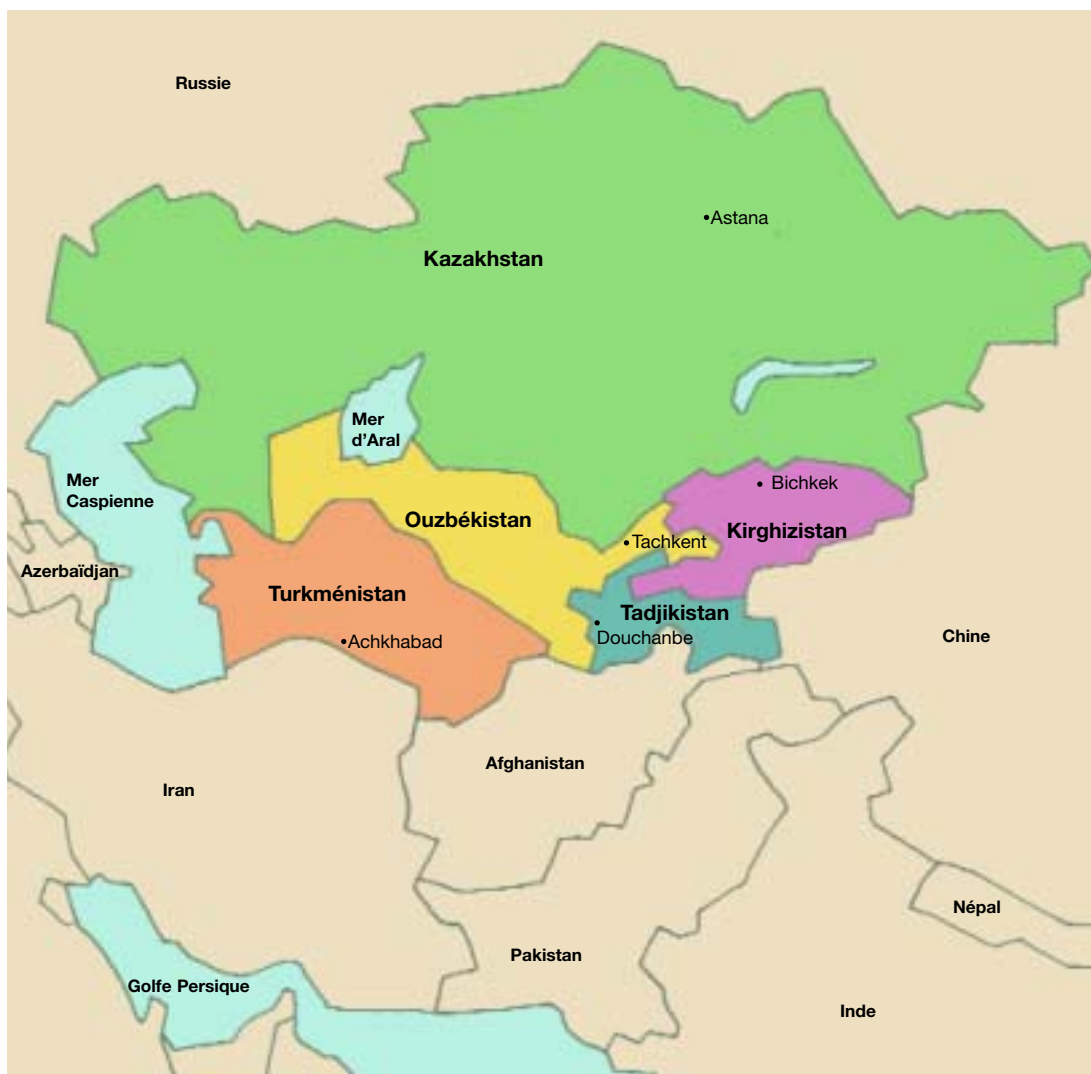 Russie
•Astana
Kazakhstan
Mer
d'Aral
Mer
Caspienne
Bichkek
Ouzbékistan
Kirghizistan
•Tachkent
Azerbaïdjan
Turkménistan
Tadjikistan
Douchanbe
•Achkhabad
Chine
Afghanistan
Iran
Népal
Pakistan
Golfe Persique
Inde